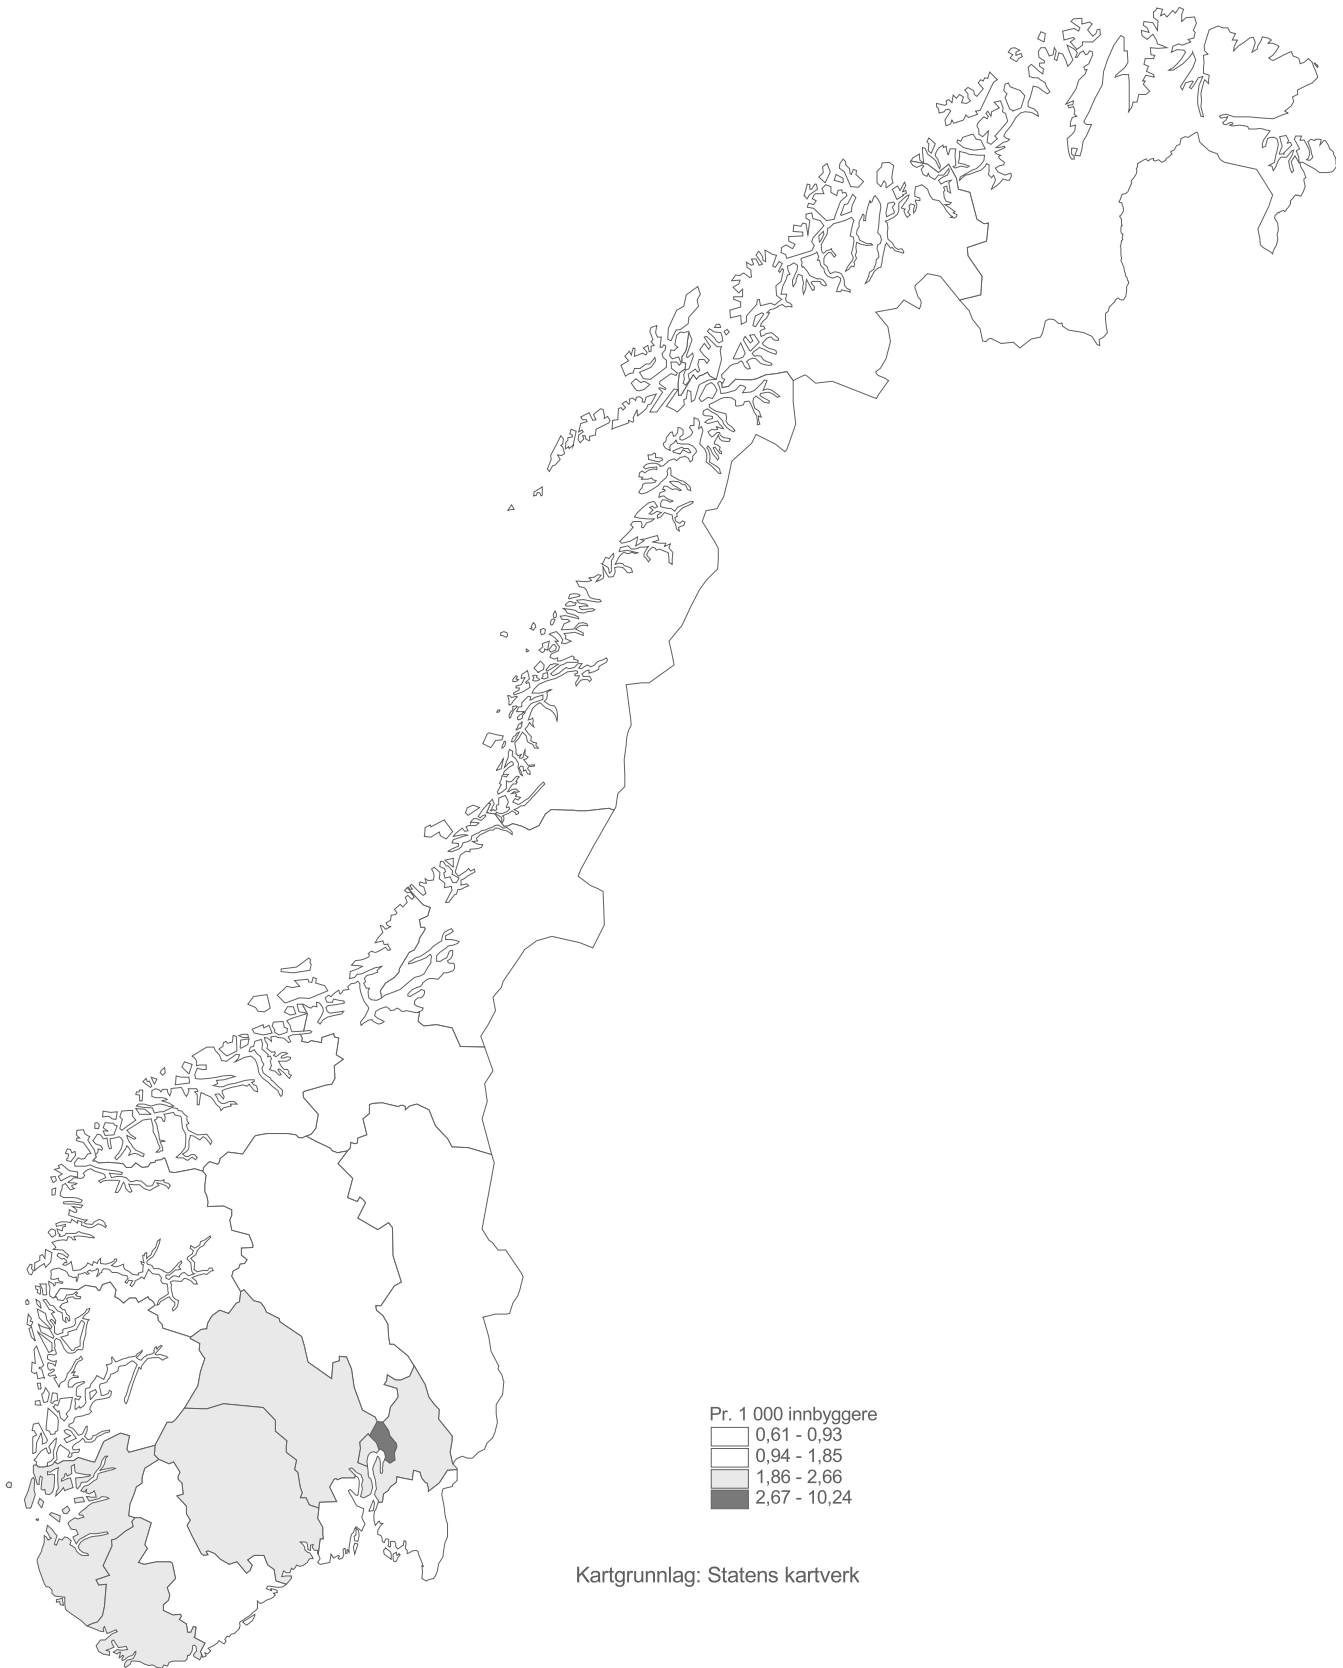 Pr. 1 000 innbyggere
0,61 - 0,93
0,94 - 1,85
1,86 - 2,66
2,67 - 10,24
Kartgrunnlag: Statens kartverk